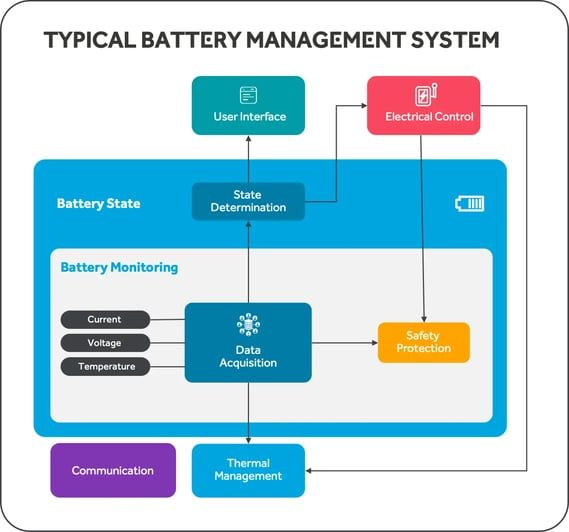 TYPICAL BATTERY MANAGEMENT SYSTEM
User Interface
Electrical Control
Battery State
State
Determination
Battery Monitoring
Current
Voltage
Temperature
Data
Acquisition
Safety
Protection
Communication
Thermal
Management